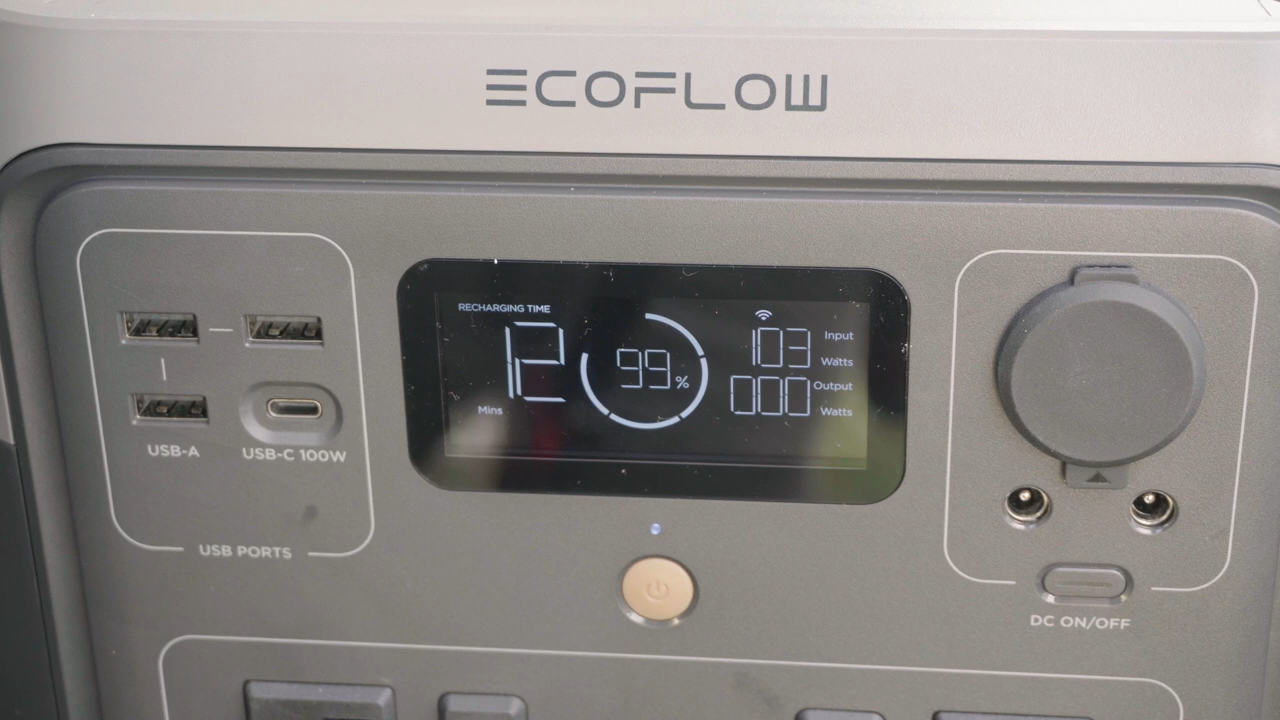 ECOFLOW
RECHARGING TIME
12
Mins
99%
103 Input
Watts
000 Output
Watts
USB-A
USB-C 100W
USB PORTS
DC ON/OFF